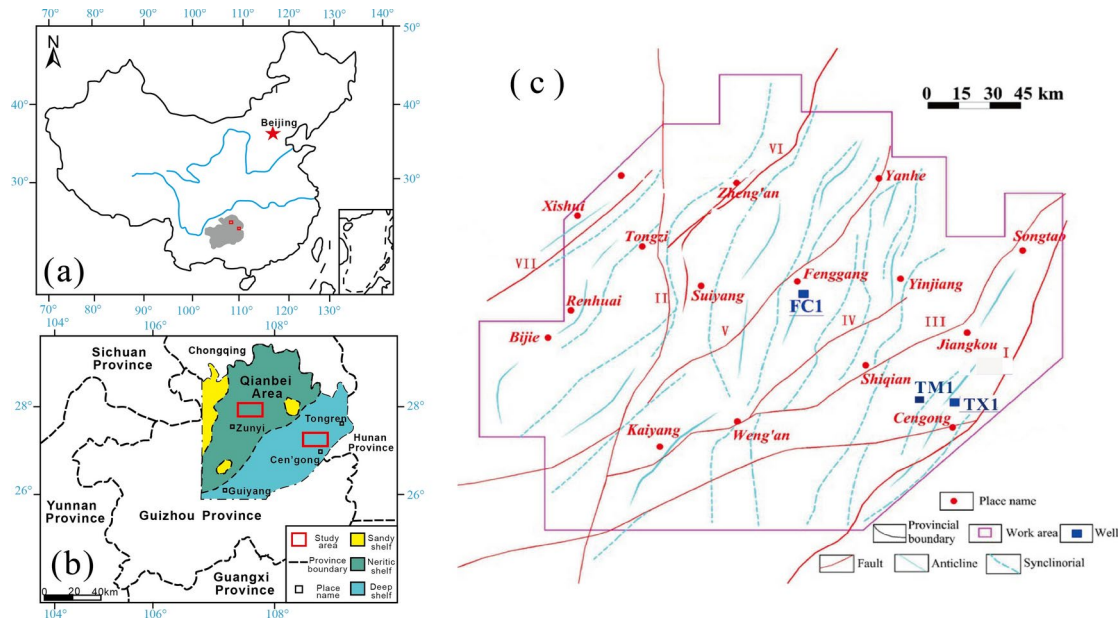 70° 80° 90° 100° 110° 120° 130° 140°
50°
N
40°
40°
Beijing
30°
30°
(a)
70° 80° 90° 100° 110° 120° 130°
104° 106° 108°
Sichuan
Province
Chongqing
Qianbei
Area
28°
28°
Tongren
Zunyi
Hunan
Province
Cen'gong
26°
26°
Guiyang
Yunnan
Province
Guizhou Province
(b)
Guangxi
Province
Study
area
Sandy
shelf
Province
boundary
Neritic
shelf
Place
name
Deep
shelf
0 20 40km
104° 106° 108°
(c)
0 15 30 45 km
VI
Zheng'an
Yanhe
Xishui
Tongzi
Songtao
VII
Fenggang
Yinjiang
Suiyang
II
FC1
Renhuai
V
IV
III
Bijie
Jiangkou
I
Shiqian
TM1
TX1
Cengong
Weng'an
Kaiyang
Place name
Provincial
boundary
Work area
Well
Fault
Anticline
Synclinorial